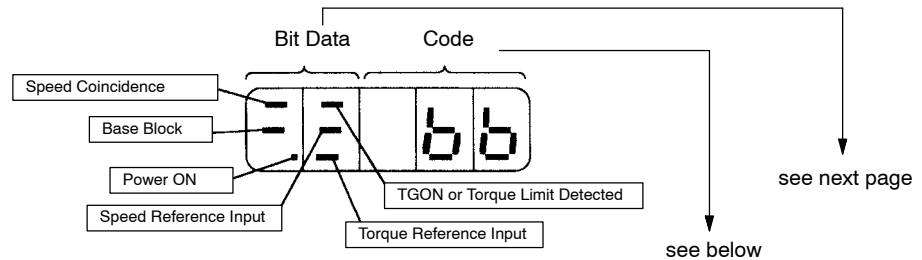 Bit Data
Code
Speed Coincidence
Base Block
bb
Power ON
TGON or Torque Limit Detected
see next page
Speed Reference Input
Torque Reference Input
see below